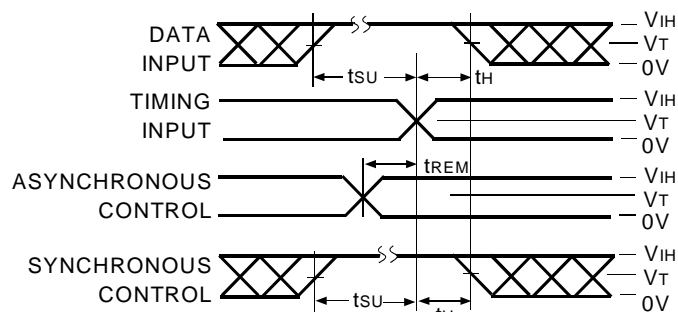 DATA
INPUT
tSU
tH
VIH
VT
0V
TIMING
INPUT
VIH
VT
0V
tREM
ASYNCHRONOUS
CONTROL
VIH
VT
0V
SYNCHRONOUS
CONTROL
tSU
VIH
VT
0V